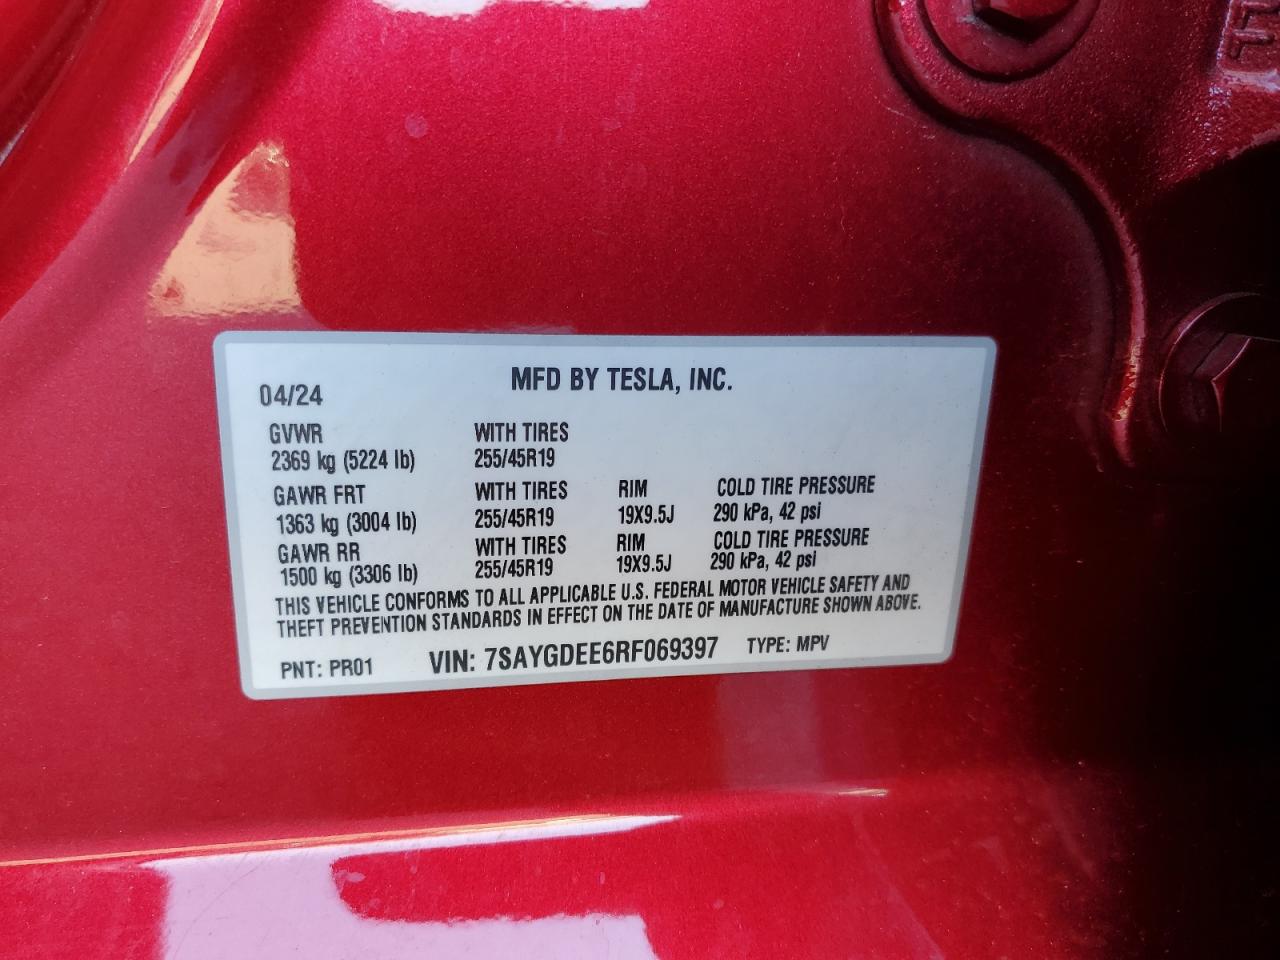 MFD BY TESLA, INC.
04/24
GVWR WITH TIRES
2369 kg (5224 lb) 255/45R19
GAWR FRT WITH TIRES RIM COLD TIRE PRESSURE
1363 kg (3004 lb) 255/45R19 19X9.5J 290 kPa, 42 psi
GAWR RR WITH TIRES RIM COLD TIRE PRESSURE
1500 kg (3306 lb) 255/45R19 19X9.5J 290 kPa, 42 psi
THIS VEHICLE CONFORMS TO ALL APPLICABLE U.S. FEDERAL MOTOR VEHICLE SAFETY AND
THEFT PREVENTION STANDARDS IN EFFECT ON THE DATE OF MANUFACTURE SHOWN ABOVE.
PNT: PR01 VIN: 7SAYGDEE6RF069397 TYPE: MPV